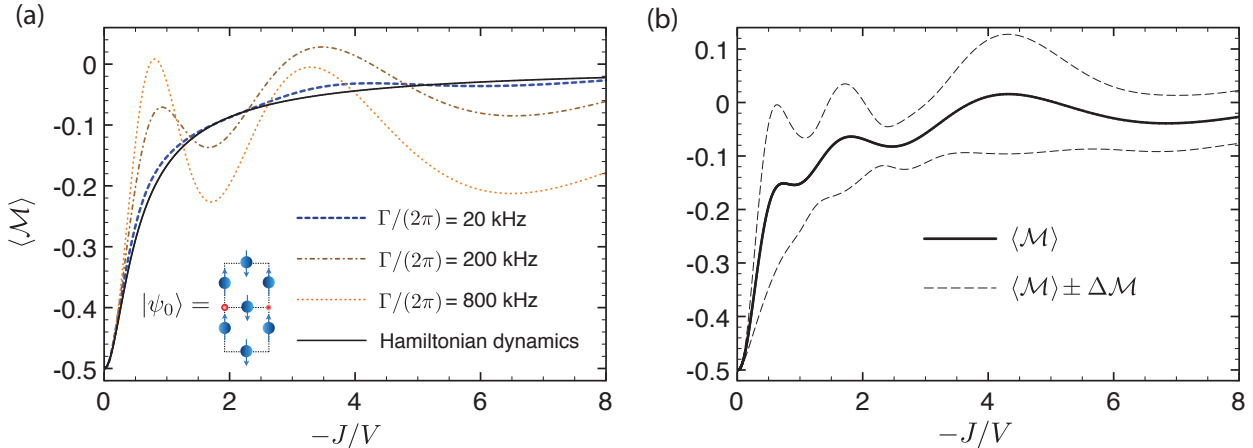 (a)
0
-0.1
-0.2
-0.3
-0.4
-0.5
⟨M⟩
0 2 4 6 8
-J/V
Γ/(2π) = 20 kHz
Γ/(2π) = 200 kHz
Γ/(2π) = 800 kHz
Hamiltonian dynamics
|ψ₀⟩ =
(b)
0.1
0
-0.1
-0.2
-0.3
-0.4
-0.5
0 2 4 6 8
-J/V
⟨M⟩
⟨M⟩ ± ΔM